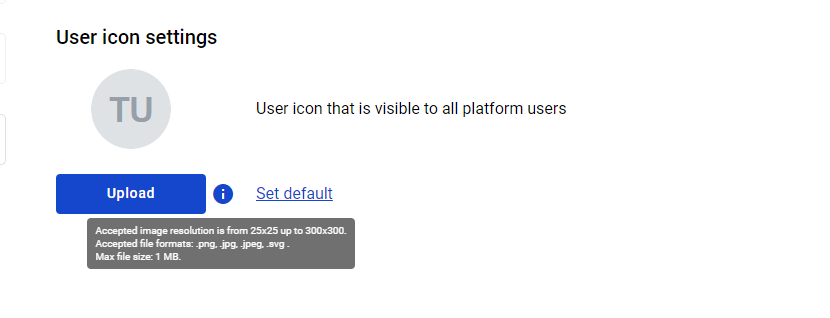 User icon settings
TU
User icon that is visible to all platform users
Upload
i
Set default
Accepted image resolution is from 25x25 up to 300x300.
Accepted file formats: .png, .jpg, .jpeg, .svg .
Max file size: 1 MB.